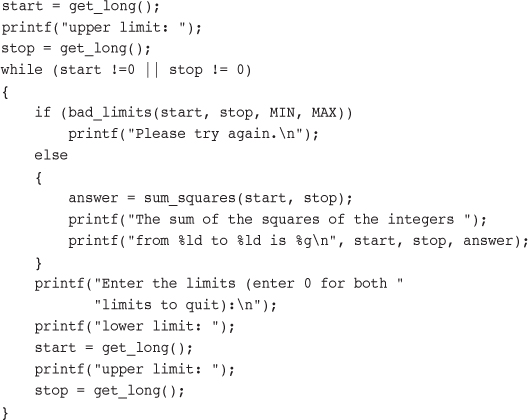 start = get_long();
printf("upper limit: ");
stop = get_long();
while (start !=0 || stop != 0)
{
    if (bad_limits(start, stop, MIN, MAX))
        printf("Please try again.\n");
    else
    {
        answer = sum_squares(start, stop);
        printf("The sum of the squares of the integers ");
        printf("from %ld to %ld is %g\n", start, stop, answer);
    }
    printf("Enter the limits (enter 0 for both "
           "limits to quit):\n");
    printf("lower limit: ");
    start = get_long();
    printf("upper limit: ");
    stop = get_long();
}